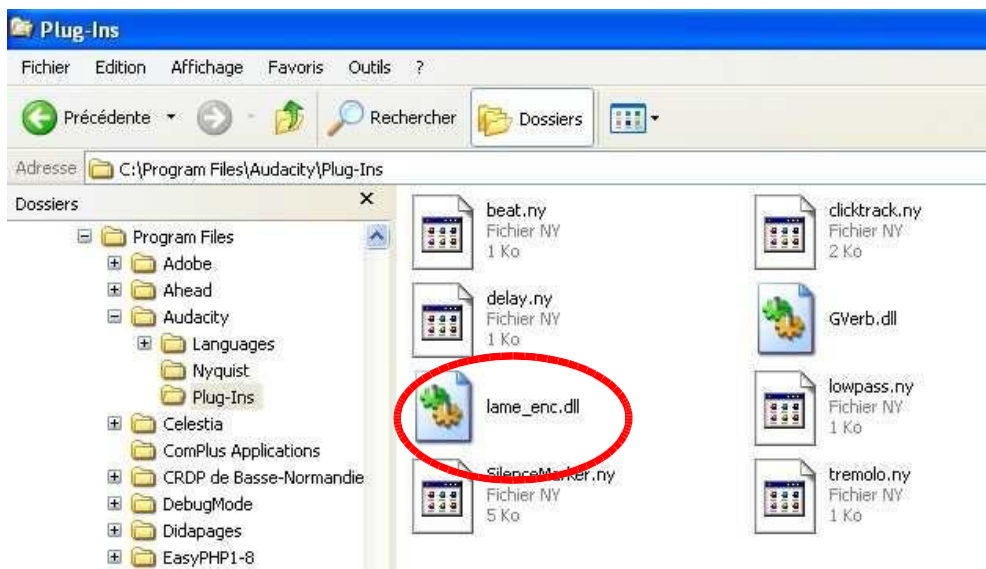 Plug-Ins
Fichier Edition Affichage Favoris Outils ?
Précédente Rechercher Dossiers
Adresse C:\Program Files\Audacity\Plug-Ins
Dossiers
Program Files
Adobe
Ahead
Audacity
Languages
Nyquist
Plug-Ins
Celestia
ComPlus Applications
CRDP de Basse-Normandie
DebugMode
Didapages
EasyPHP1-8
beat.ny
Fichier NY
1 Ko
clicktrack.ny
Fichier NY
2 Ko
delay.ny
Fichier NY
1 Ko
GVerb.dll
lame_enc.dll
lowpass.ny
Fichier NY
1 Ko
SilenceMarker.ny
Fichier NY
5 Ko
tremolo.ny
Fichier NY
1 Ko